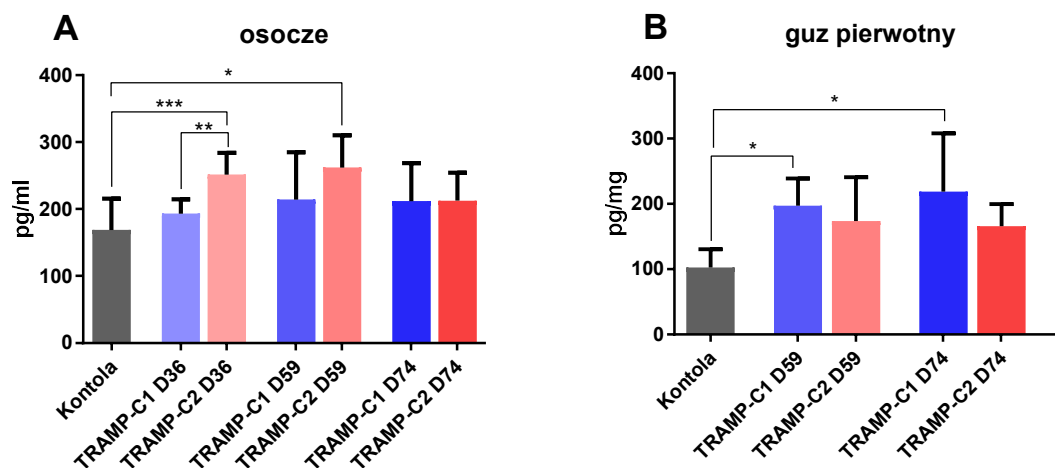 A
osocze
400
300
200
100
0
pg/ml
*
***
**
Kontola
TRAMP-C1 D36
TRAMP-C2 D36
TRAMP-C1 D59
TRAMP-C2 D59
TRAMP-C1 D74
TRAMP-C2 D74
B
guz pierwotny
400
300
200
100
0
pg/mg
*
*
Kontola
TRAMP-C1 D59
TRAMP-C2 D59
TRAMP-C1 D74
TRAMP-C2 D74